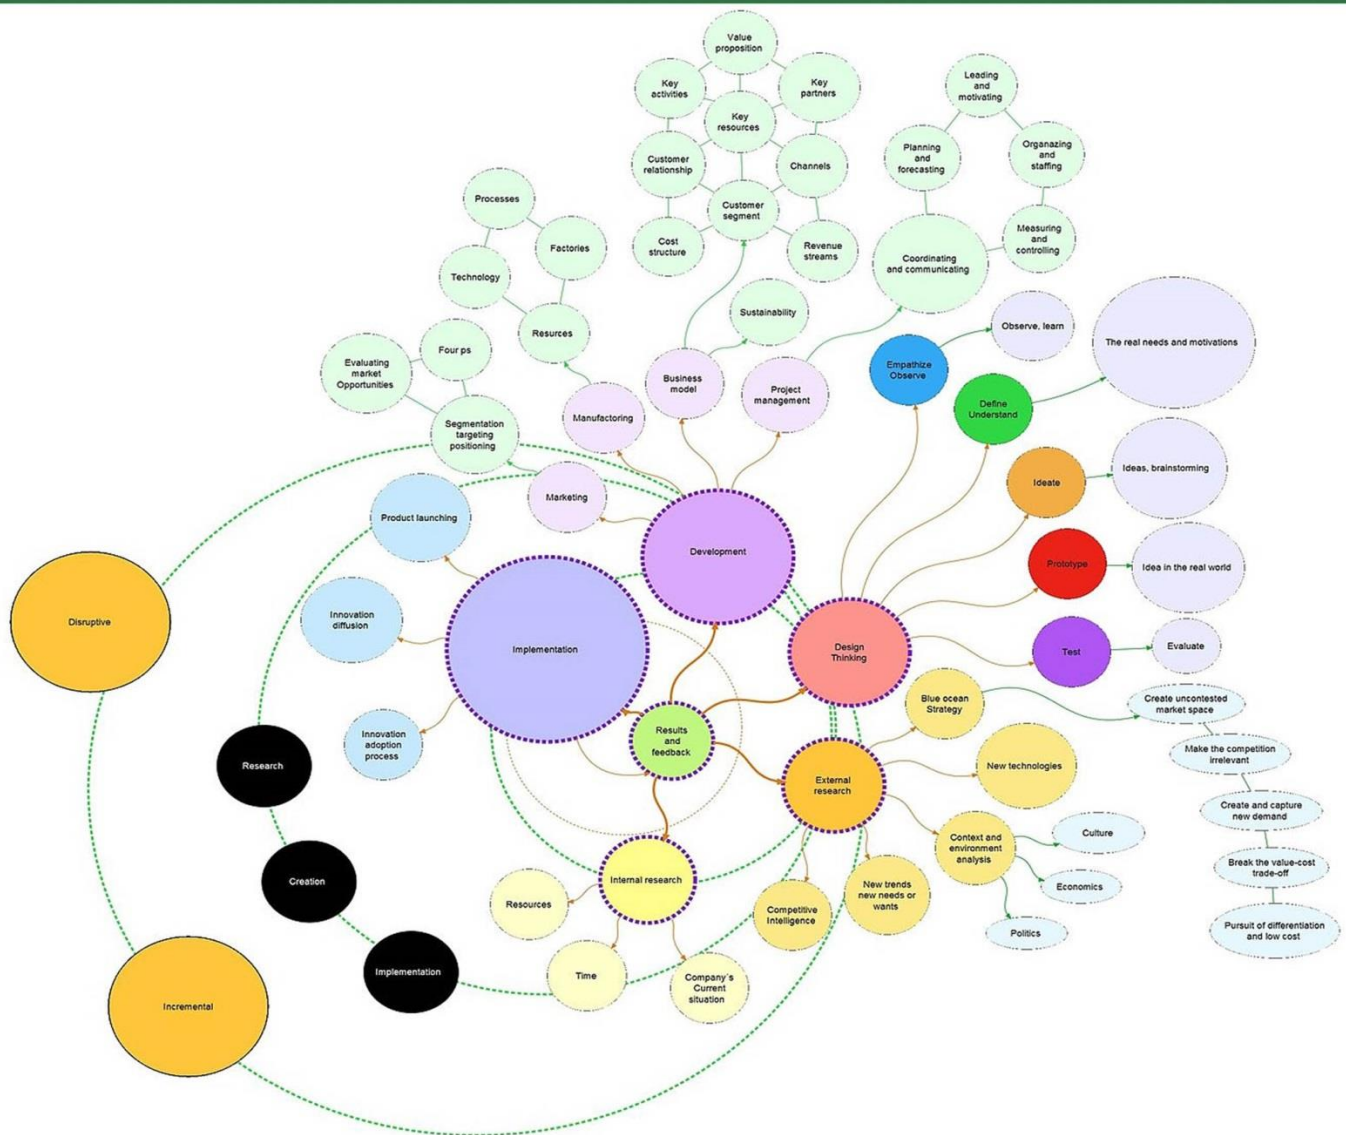 Value
proposition
Key
activities
Key
partners
Key
resources
Customer
relationship
Channels
Customer
segment
Cost
structure
Revenue
streams
Leading
and
motivating
Planning
and
forecasting
Organazing
and
staffing
Measuring
and
controlling
Coordinating
and communicating
Processes
Factories
Technology
Resurces
Sustainability
Four ps
Evaluating
market
Opportunities
Segmentation
targeting
positioning
Business
model
Project
management
Manufactoring
Marketing
Empathize
Observe
Observe, learn
Define
Understand
The real needs and motivations
Ideate
Ideas, brainstorming
Prototype
Idea in the real world
Test
Evaluate
Product launching
Innovation
diffusion
Innovation
adoption
process
Development
Implementation
Design
Thinking
Results
and
feedback
External
research
Internal research
Disruptive
Research
Creation
Implementation
Incremental
Blue ocean
Strategy
Create uncontested
market space
Make the competition
irrelevant
Create and capture
new demand
Break the value-cost
trade-off
Pursuit of differentiation
and low cost
New technologies
Context and
environment
analysis
Culture
Economics
Politics
New trends
new needs or
wants
Competitive
Intelligence
Resources
Time
Company´s
Current
situation